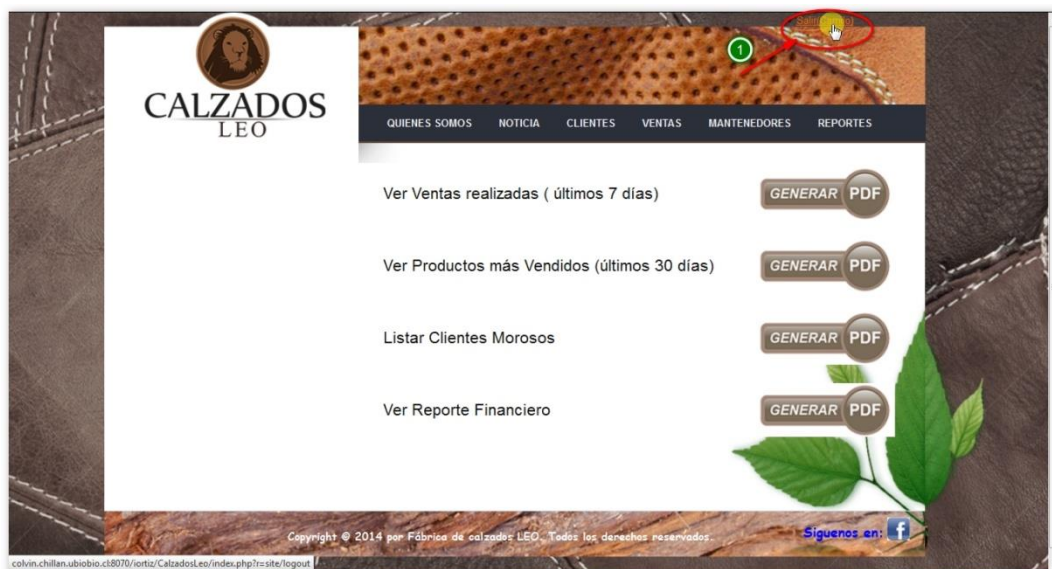 1
CALZADOS
LEO
QUIENES SOMOS NOTICIA CLIENTES VENTAS MANTENEDORES REPORTES
Ver Ventas realizadas ( últimos 7 días) GENERAR PDF
Ver Productos más Vendidos (últimos 30 días) GENERAR PDF
Listar Clientes Morosos GENERAR PDF
Ver Reporte Financiero GENERAR PDF
Copyright © 2014 por Fábrica de calzados LEO. Todos los derechos reservados.
Siguenos en: f
colvin.chillan.ubiobio.cl:8070/iortiz/CalzadosLeo/index.php?r=site/logout